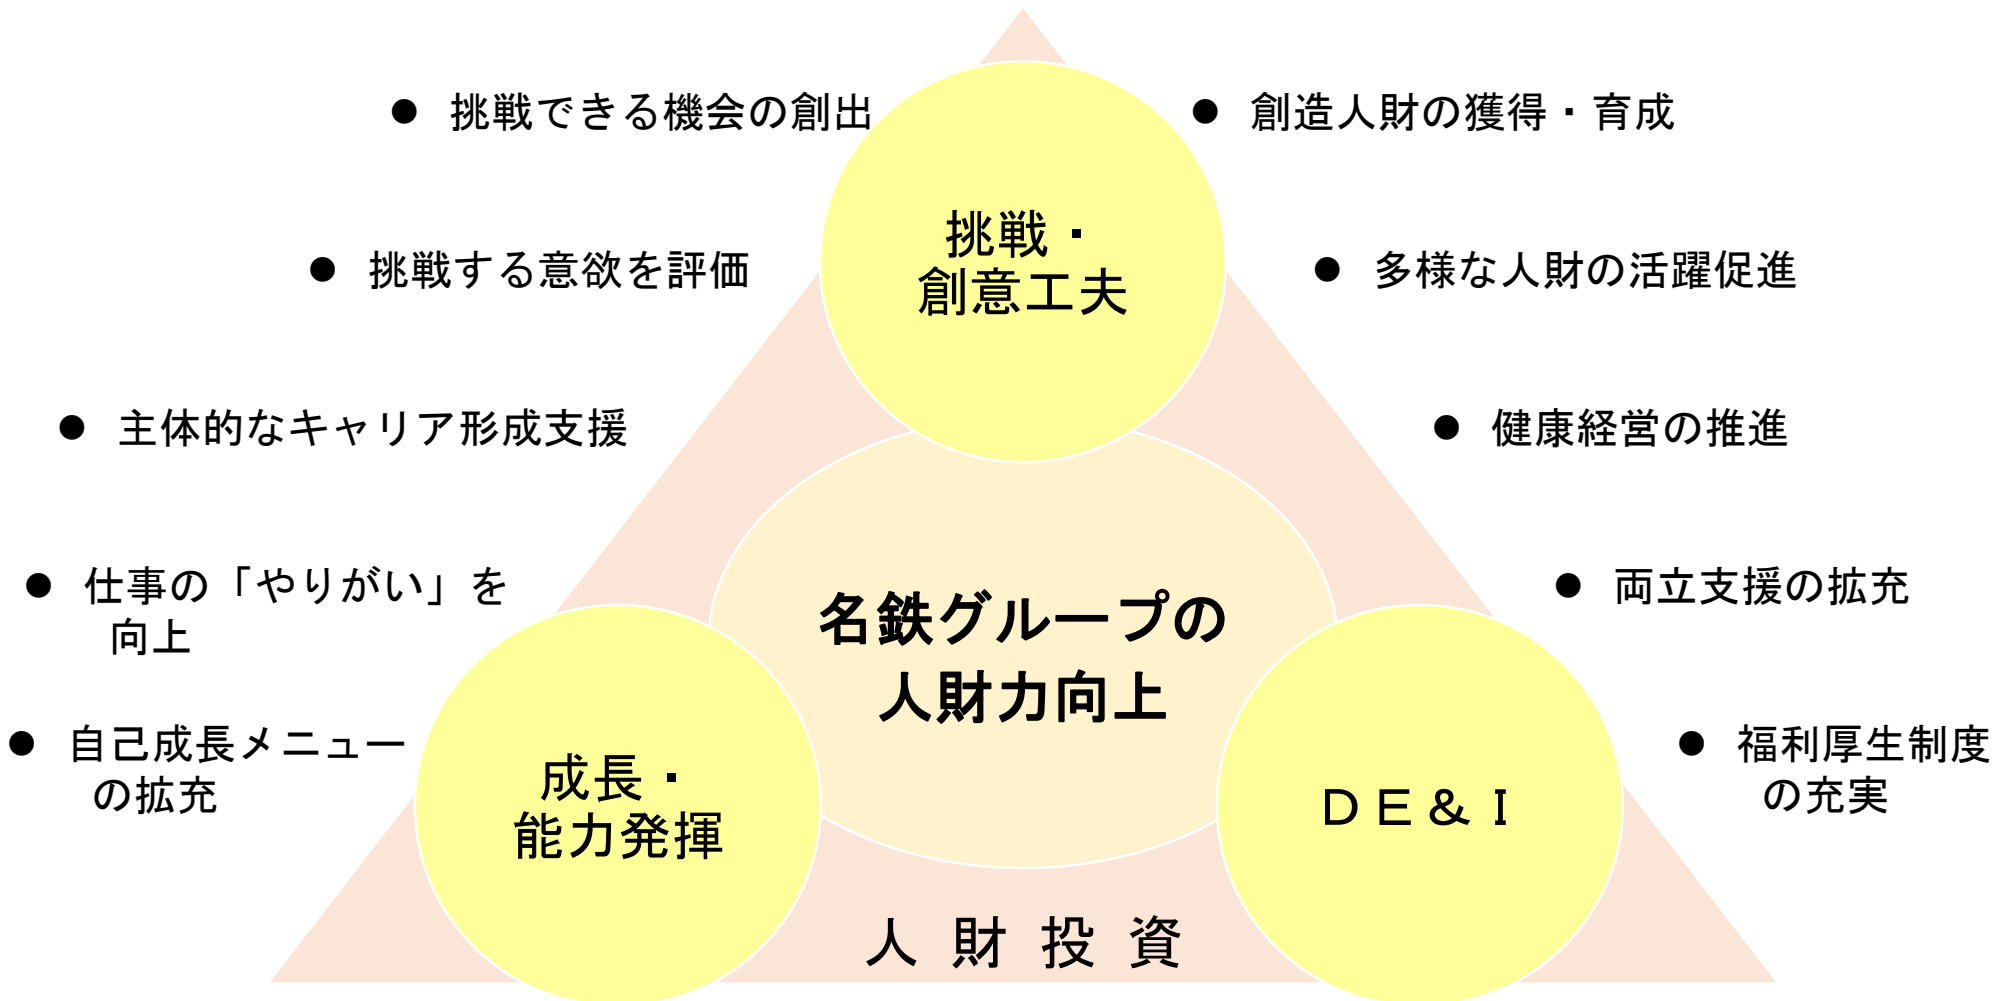 ● 挑戦できる機会の創出
● 創造人財の獲得・育成
挑戦・
創意工夫
● 挑戦する意欲を評価
● 多様な人財の活躍促進
● 主体的なキャリア形成支援
● 健康経営の推進
● 仕事の「やりがい」を
向上
● 両立支援の拡充
名鉄グループの
人財力向上
● 自己成長メニュー
の拡充
● 福利厚生制度
の充実
成長・
能力発揮
ＤＥ＆Ｉ
人財投資